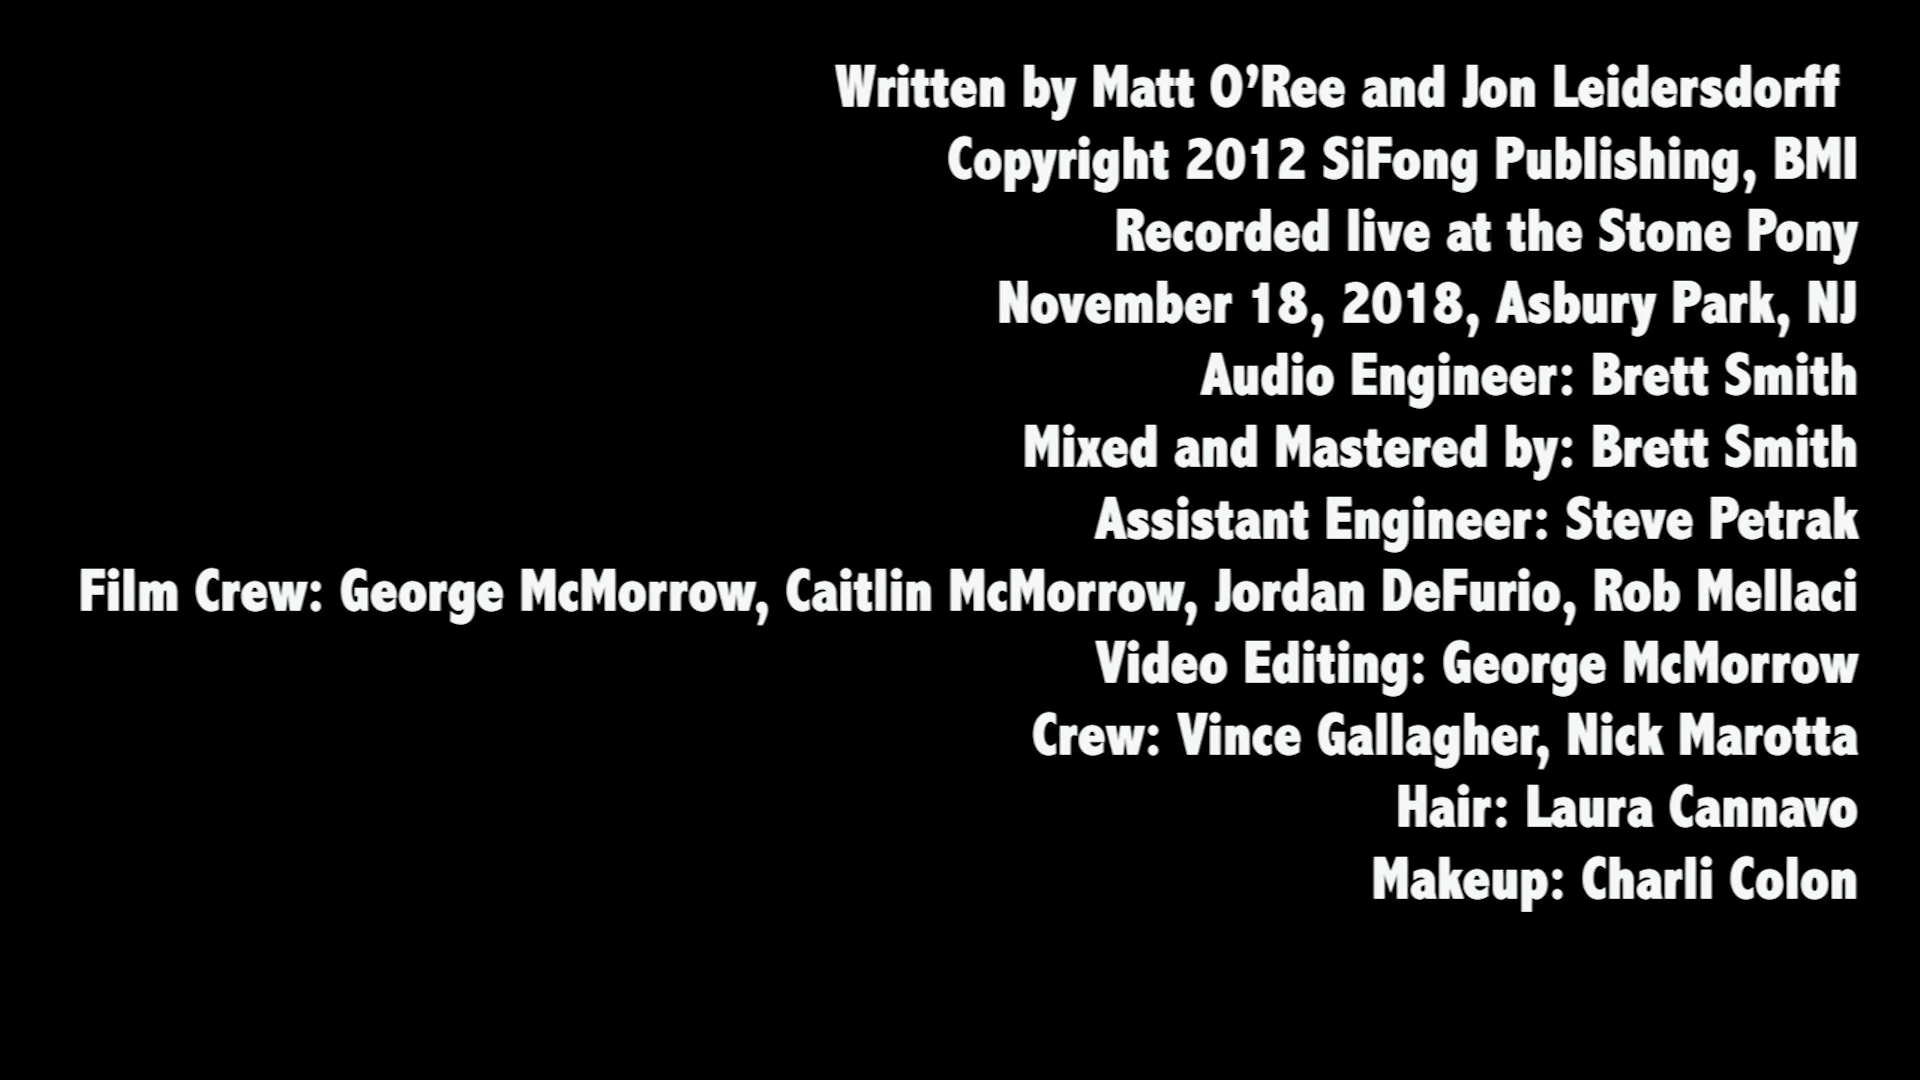 Written by Matt O’Ree and Jon Leidersdorff
Copyright 2012 SiFong Publishing, BMI
Recorded live at the Stone Pony
November 18, 2018, Asbury Park, NJ
Audio Engineer: Brett Smith
Mixed and Mastered by: Brett Smith
Assistant Engineer: Steve Petrak
Film Crew: George McMorrow, Caitlin McMorrow, Jordan DeFurio, Rob Mellaci
Video Editing: George McMorrow
Crew: Vince Gallagher, Nick Marotta
Hair: Laura Cannavo
Makeup: Charli Colon